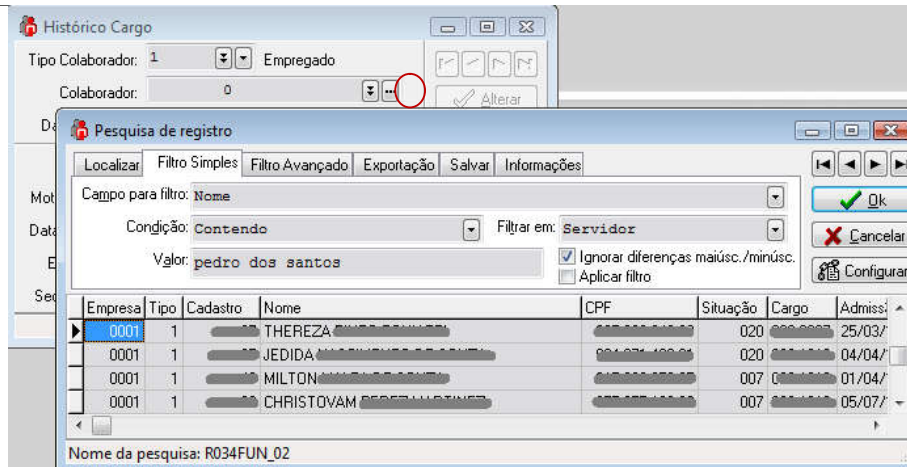 Histórico Cargo
Tipo Colaborador: 1 Empregado
Colaborador: 0
Alterar
Pesquisa de registro
Localizar Filtro Simples Filtro Avançado Exportação Salvar Informações
Mot
Campo para filtro: Nome
Ok
Data
Condição: Contendo Filtrar em: Servidor
Cancelar
E
Valor: pedro dos santos
Ignorar diferenças maiúsc./minúsc.
Aplicar filtro
Configurar
Empresa Tipo Cadastro Nome CPF Situação Cargo Admiss
0001 1 THEREZA 020 25/03/
0001 1 JEDIDA 020 04/04/
0001 1 MILTON 007 01/04/
0001 1 CHRISTOVAM 007 05/07/
Nome da pesquisa: R034FUN_02